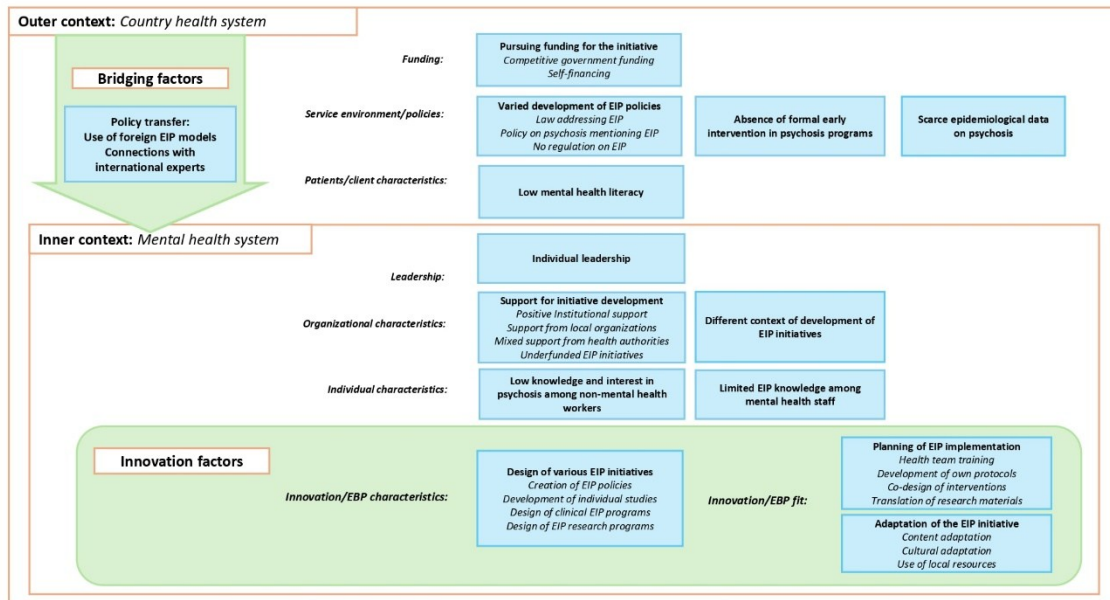 Outer context: Country health system
Bridging factors
Policy transfer:
Use of foreign EIP models
Connections with
international experts
Funding:
Pursuing funding for the initiative
Competitive government funding
Self-financing
Service environment/policies:
Varied development of EIP policies
Law addressing EIP
Policy on psychosis mentioning EIP
No regulation on EIP
Absence of formal early
intervention in psychosis programs
Scarce epidemiological data
on psychosis
Patients/client characteristics:
Low mental health literacy
Inner context: Mental health system
Leadership:
Individual leadership
Organizational characteristics:
Support for initiative development
Positive Institutional support
Support from local organizations
Mixed support from health authorities
Underfunded EIP initiatives
Different context of development of
EIP initiatives
Individual characteristics:
Low knowledge and interest in
psychosis among non-mental health
workers
Limited EIP knowledge among
mental health staff
Innovation factors
Innovation/EBP characteristics:
Design of various EIP initiatives
Creation of EIP policies
Development of individual studies
Design of clinical EIP programs
Design of EIP research programs
Innovation/EBP fit:
Planning of EIP implementation
Health team training
Development of own protocols
Co-design of interventions
Translation of research materials
Adaptation of the EIP initiative
Content adaptation
Cultural adaptation
Use of local resources